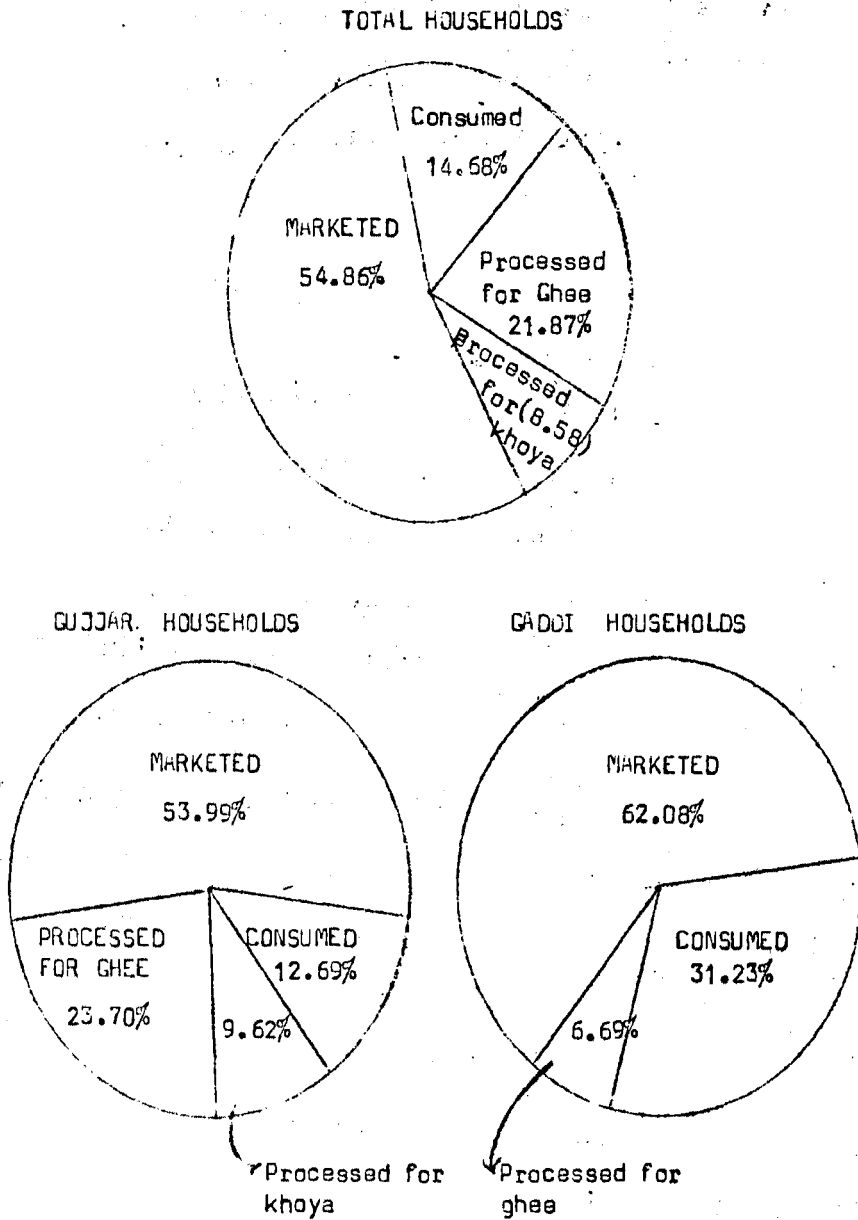 TOTAL HOUSEHOLDS
Consumed
14.68%
MARKETED
54.86%
Processed
for Ghee
21.87%
Processed
for(8.58)
khoya
GUJJAR. HOUSEHOLDS
GADDI HOUSEHOLDS
MARKETED
53.99%
MARKETED
62.08%
PROCESSED
FOR GHEE
23.70%
CONSUMED
12.69%
9.62%
CONSUMED
31.23%
6.69%
Processed for
khoya
Processed for
ghee